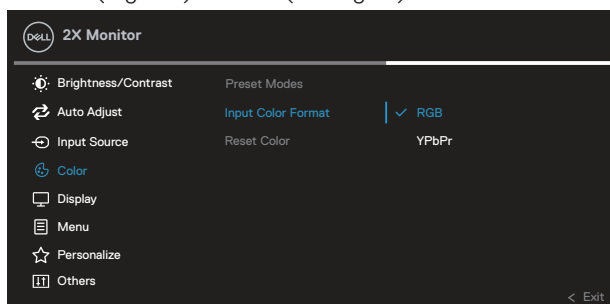 DELL 2X Monitor
Brightness/Contrast Preset Modes
Auto Adjust Input Color Format RGB
Input Source Reset Color YPbPr
Color
Display
Menu
Personalize
Others
< Exit